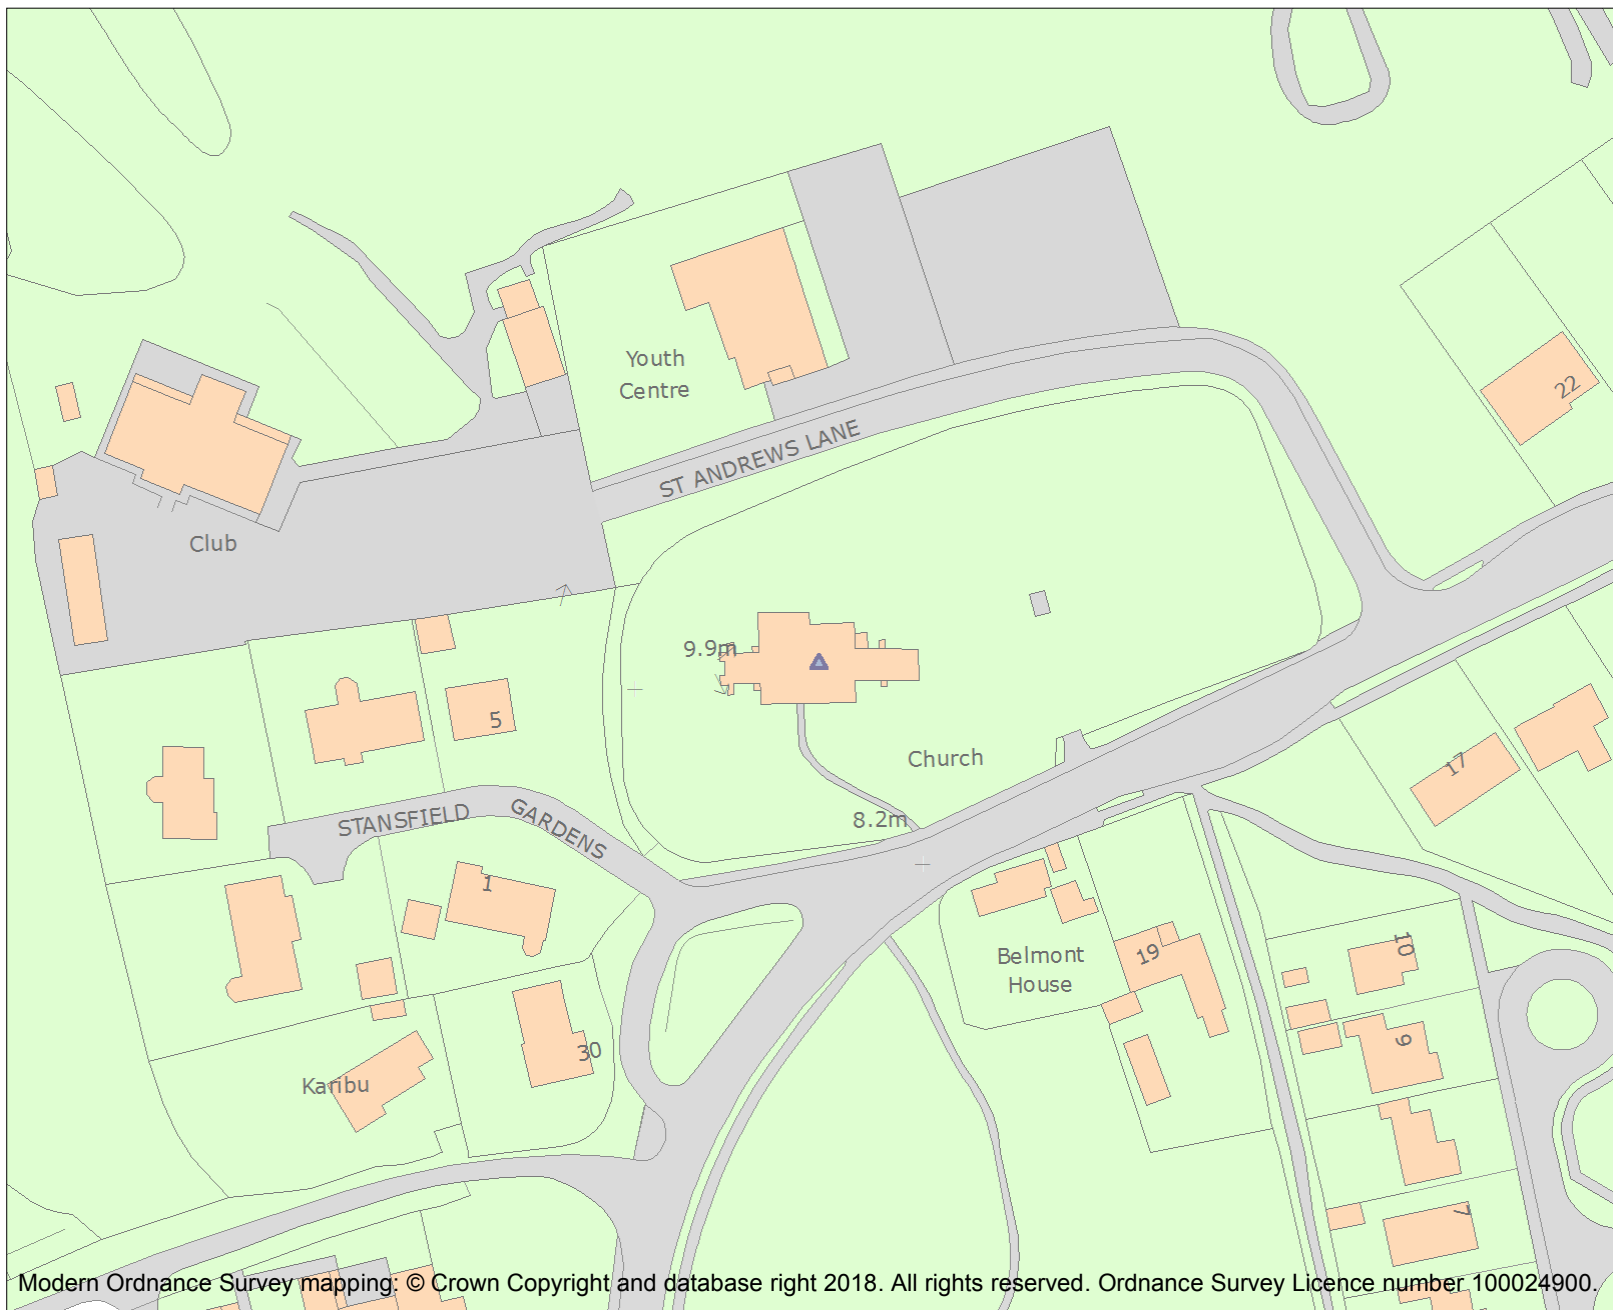 22
Youth
Centre
ST ANDREWS LANE
Club
9.9m
5
Church
17
STANSFIELD GARDENS
8.2m
1
10
19
Belmont
House
9
30
Karibu
7
Modern Ordnance Survey mapping: © Crown Copyright and database right 2018. All rights reserved. Ordnance Survey Licence number 100024900.